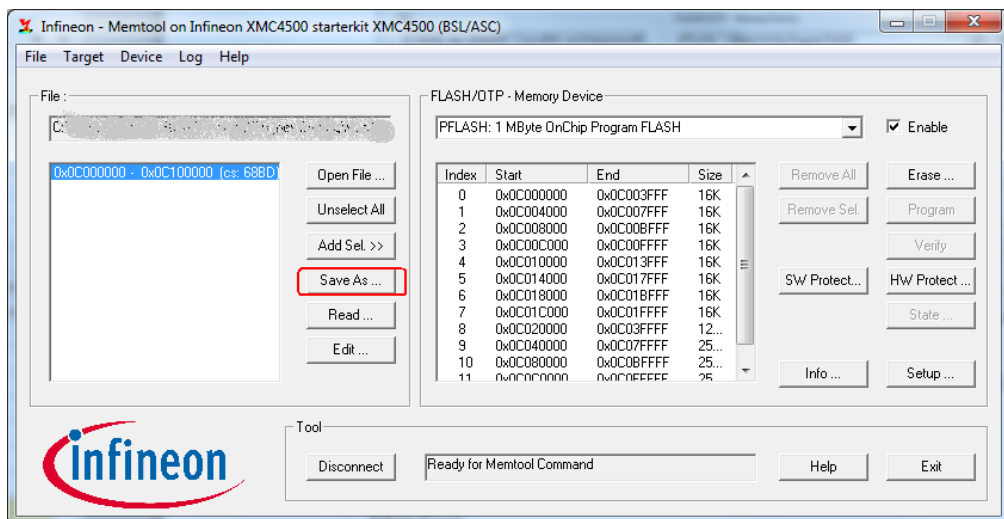 Infineon - Memtool on Infineon XMC4500 starterkit XMC4500 (BSL/ASC)
File Target Device Log Help
File :
C:
0x0C000000 - 0x0C100000 (cs: 68BD)
Open File ...
Unselect All
Add Sel. >>
Save As ...
Read ...
Edit ...
FLASH/OTP - Memory Device
PFLASH: 1 MByte OnChip Program FLASH
Enable
Index Start End Size
0 0x0C000000 0x0C003FFF 16K
1 0x0C004000 0x0C007FFF 16K
2 0x0C008000 0x0C00BFFF 16K
3 0x0C00C000 0x0C00FFFF 16K
4 0x0C010000 0x0C013FFF 16K
5 0x0C014000 0x0C017FFF 16K
6 0x0C018000 0x0C01BFFF 16K
7 0x0C01C000 0x0C01FFFF 16K
8 0x0C020000 0x0C03FFFF 12...
9 0x0C040000 0x0C07FFFF 25...
10 0x0C080000 0x0C0BFFFF 25...
11 0x0C0C0000 0x0C0FFFFF 25
Remove All
Erase ...
Remove Sel.
Program
Verify
SW Protect...
HW Protect ...
State ...
Info ...
Setup ...
infineon
Tool
Disconnect
Ready for Memtool Command
Help
Exit